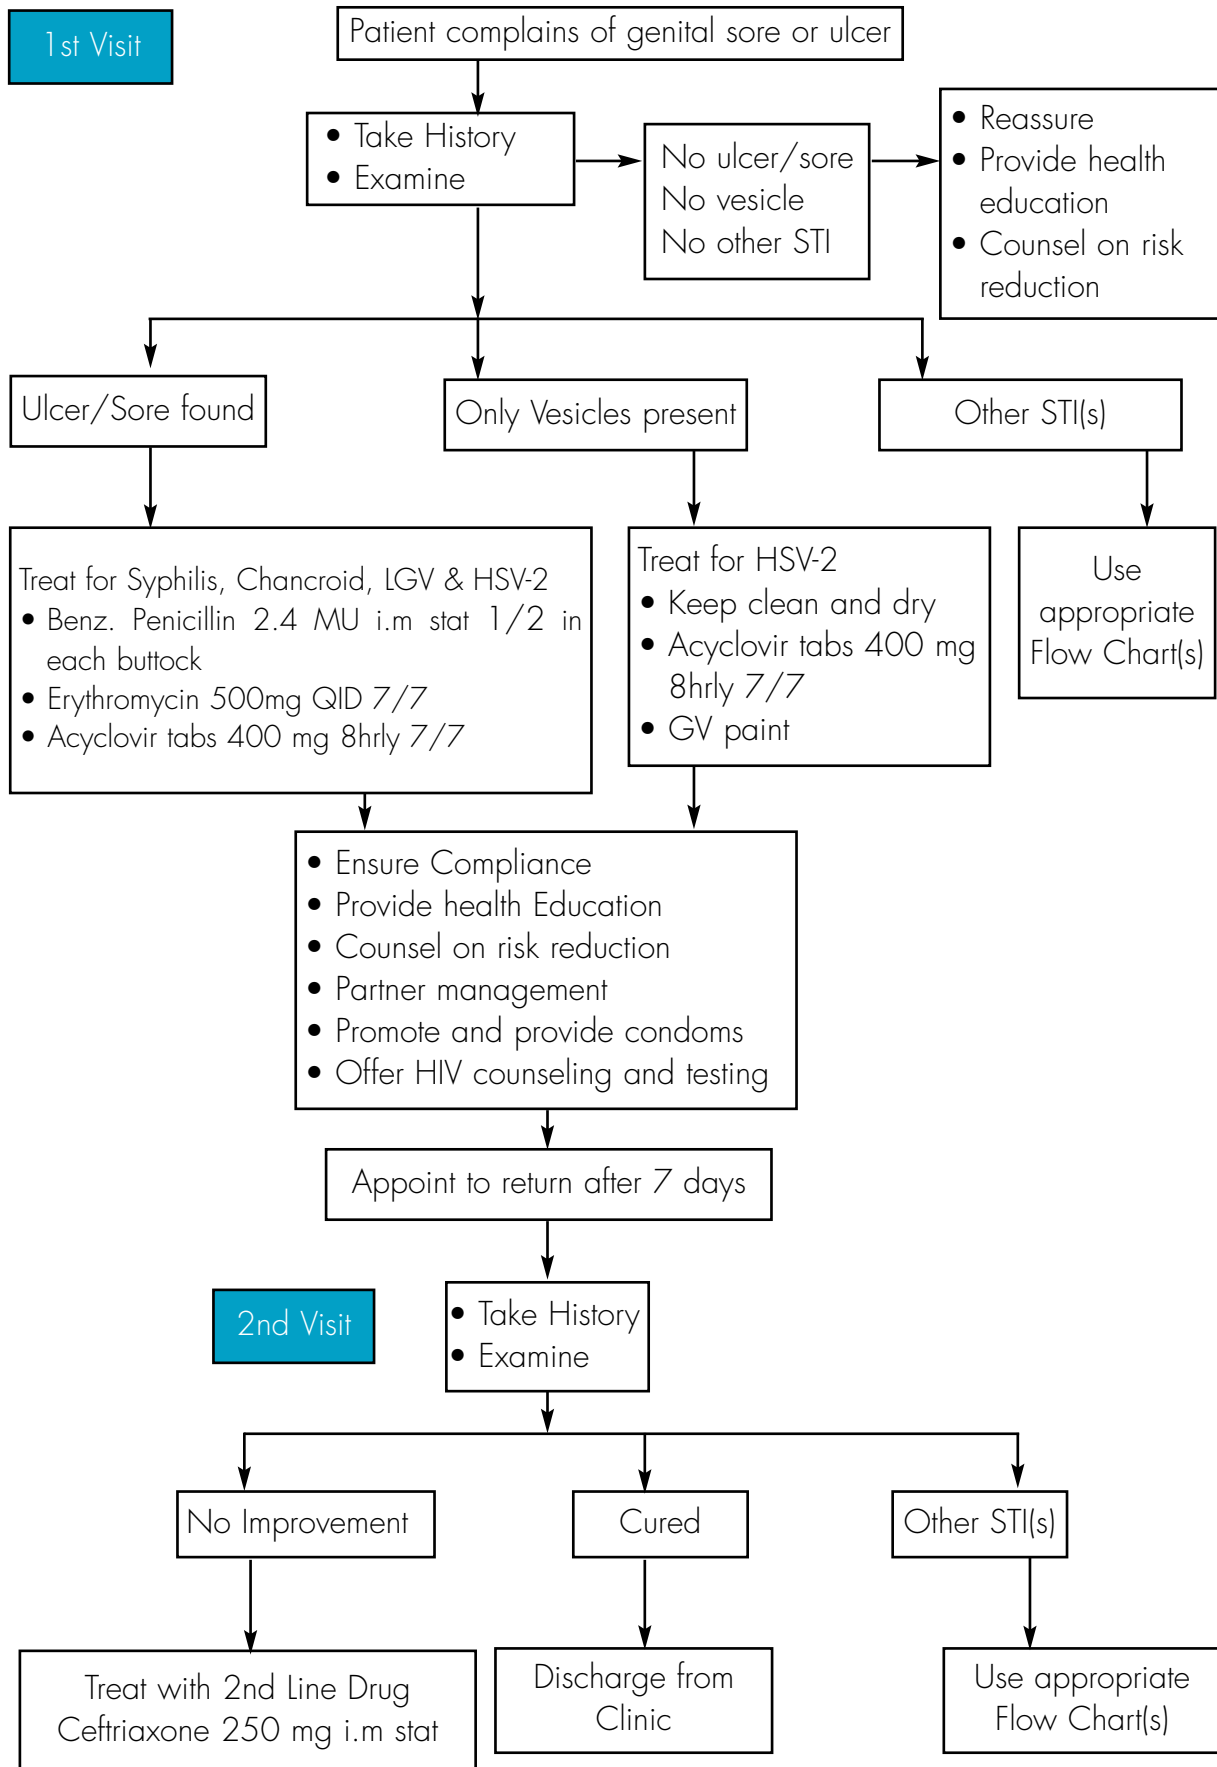 1st Visit
Patient complains of genital sore or ulcer
• Take History
• Examine
No ulcer/sore
No vesicle
No other STI
• Reassure
• Provide health
education
• Counsel on risk
reduction
Ulcer/Sore found
Only Vesicles present
Other STI(s)
Treat for Syphilis, Chancroid, LGV & HSV-2
• Benz. Penicillin 2.4 MU i.m stat 1/2 in
each buttock
• Erythromycin 500mg QID 7/7
• Acyclovir tabs 400 mg 8hrly 7/7
Treat for HSV-2
• Keep clean and dry
• Acyclovir tabs 400 mg
8hrly 7/7
• GV paint
Use
appropriate
Flow Chart(s)
• Ensure Compliance
• Provide health Education
• Counsel on risk reduction
• Partner management
• Promote and provide condoms
• Offer HIV counseling and testing
Appoint to return after 7 days
2nd Visit
• Take History
• Examine
No Improvement
Cured
Other STI(s)
Treat with 2nd Line Drug
Ceftriaxone 250 mg i.m stat
Discharge from
Clinic
Use appropriate
Flow Chart(s)